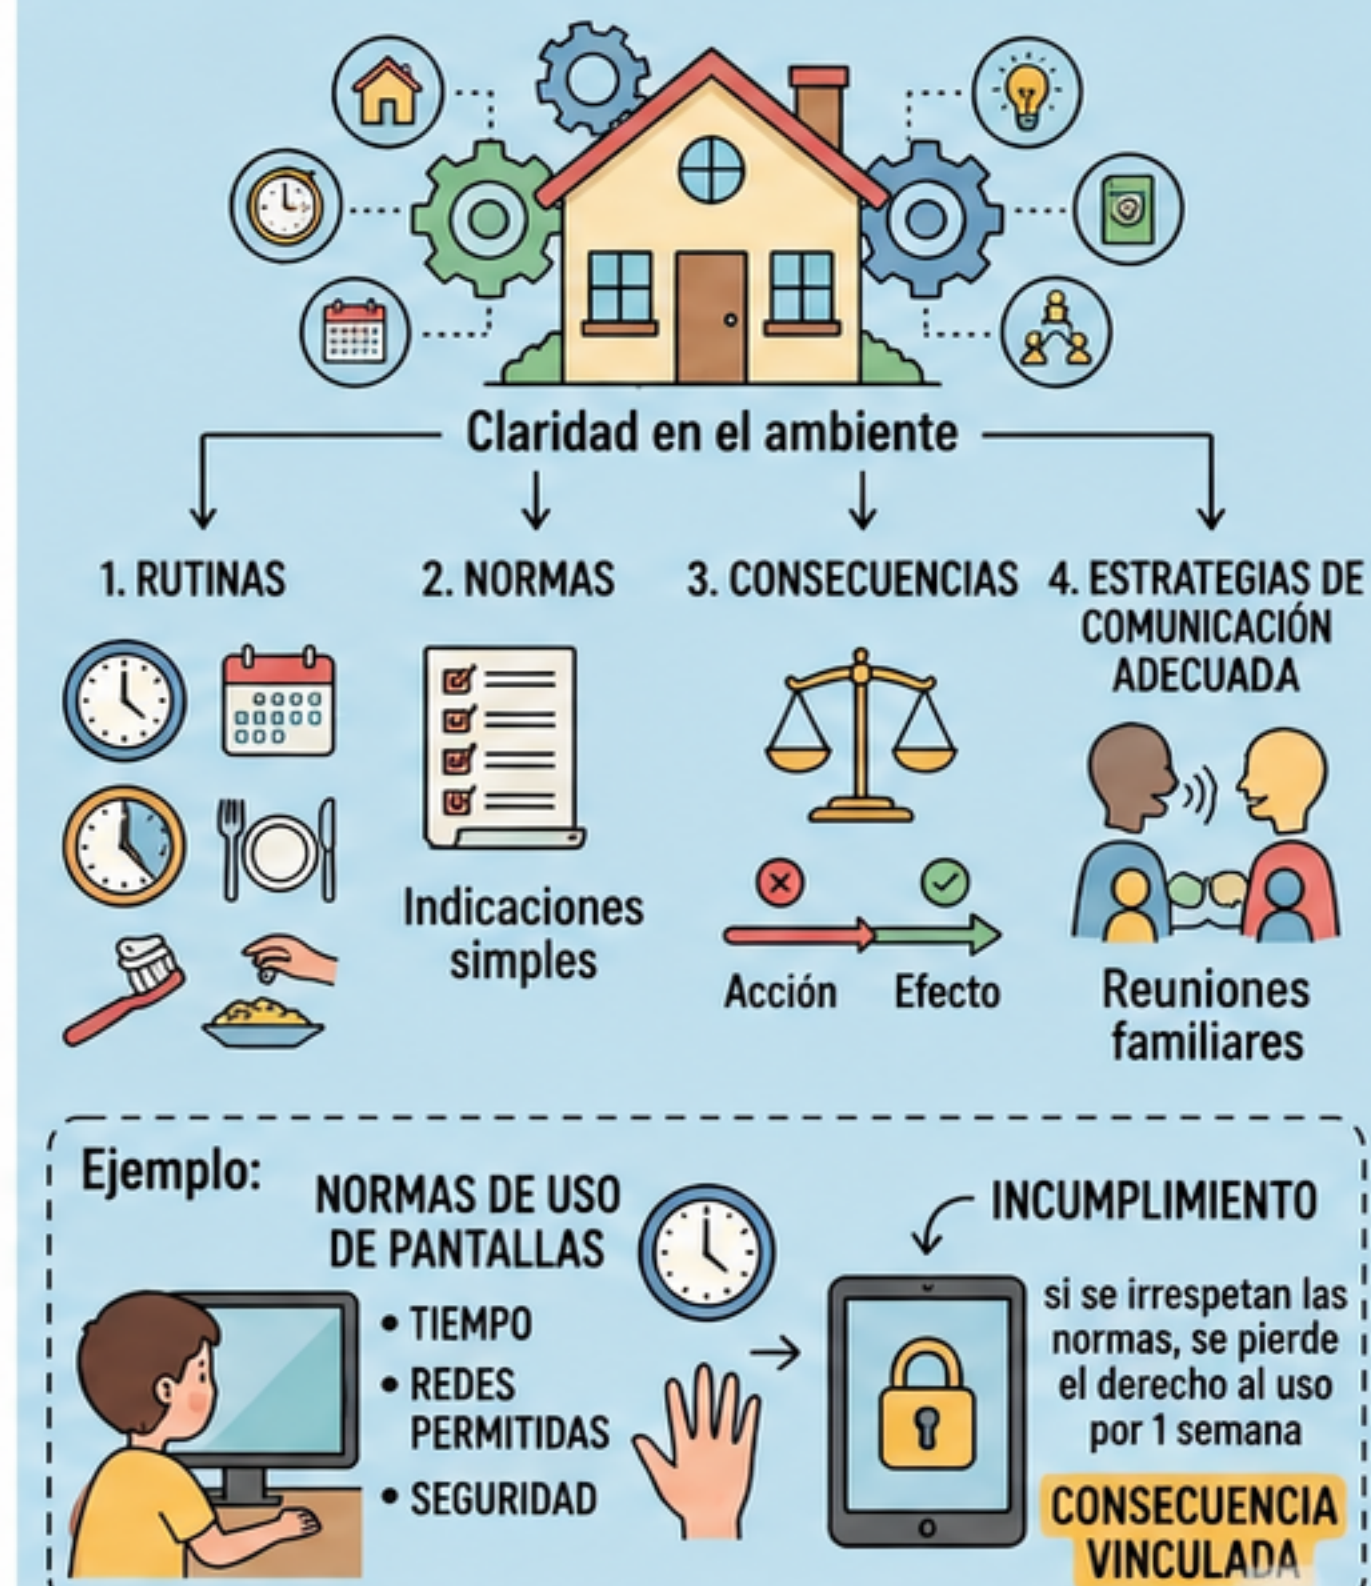 Claridad en el ambiente
1. RUTINAS
2. NORMAS
Indicaciones
simples
3. CONSECUENCIAS
Acción
Efecto
4. ESTRATEGIAS DE
COMUNICACIÓN
ADECUADA
Reuniones
familiares
Ejemplo:
NORMAS DE USO
DE PANTALLAS
• TIEMPO
• REDES
PERMITIDAS
• SEGURIDAD
INCUMPLIMIENTO
si se irrespetan las
normas, se pierde
el derecho al uso
por 1 semana
CONSECUENCIA
VINCULADA